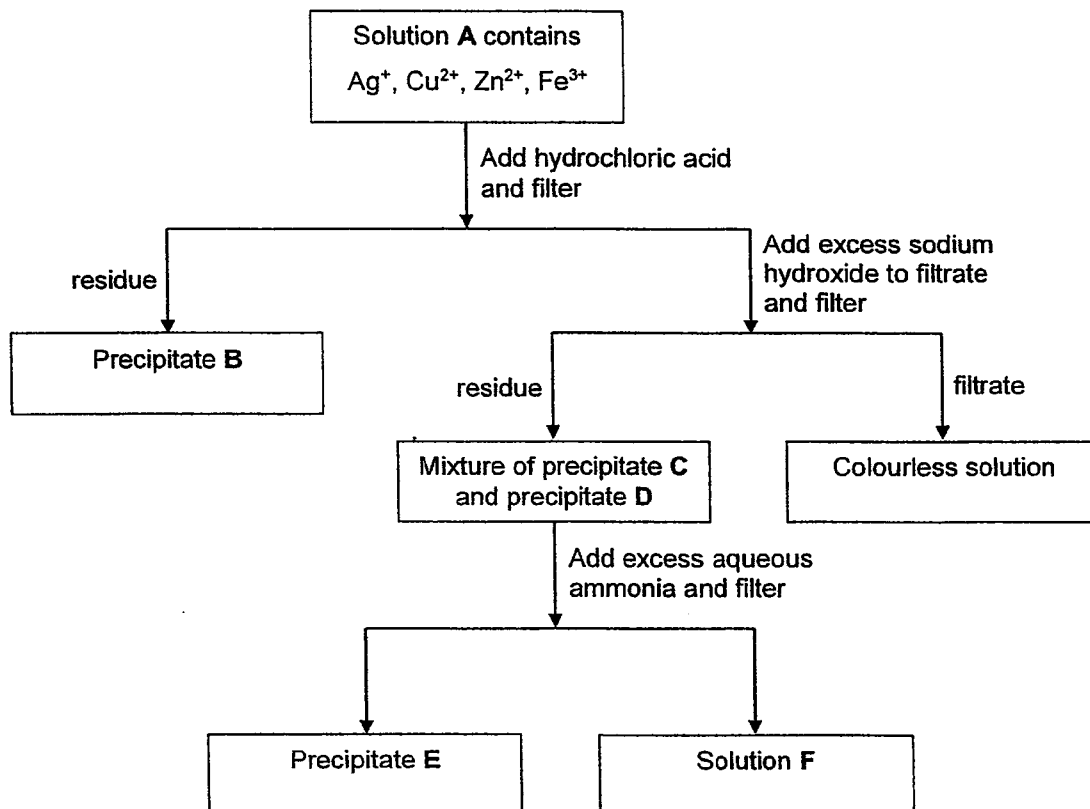 Solution A contains
Ag⁺, Cu²⁺, Zn²⁺, Fe³⁺
Add hydrochloric acid
and filter
residue
Add excess sodium
hydroxide to filtrate
and filter
Precipitate B
residue
filtrate
Mixture of precipitate C
and precipitate D
Colourless solution
Add excess aqueous
ammonia and filter
Precipitate E
Solution F